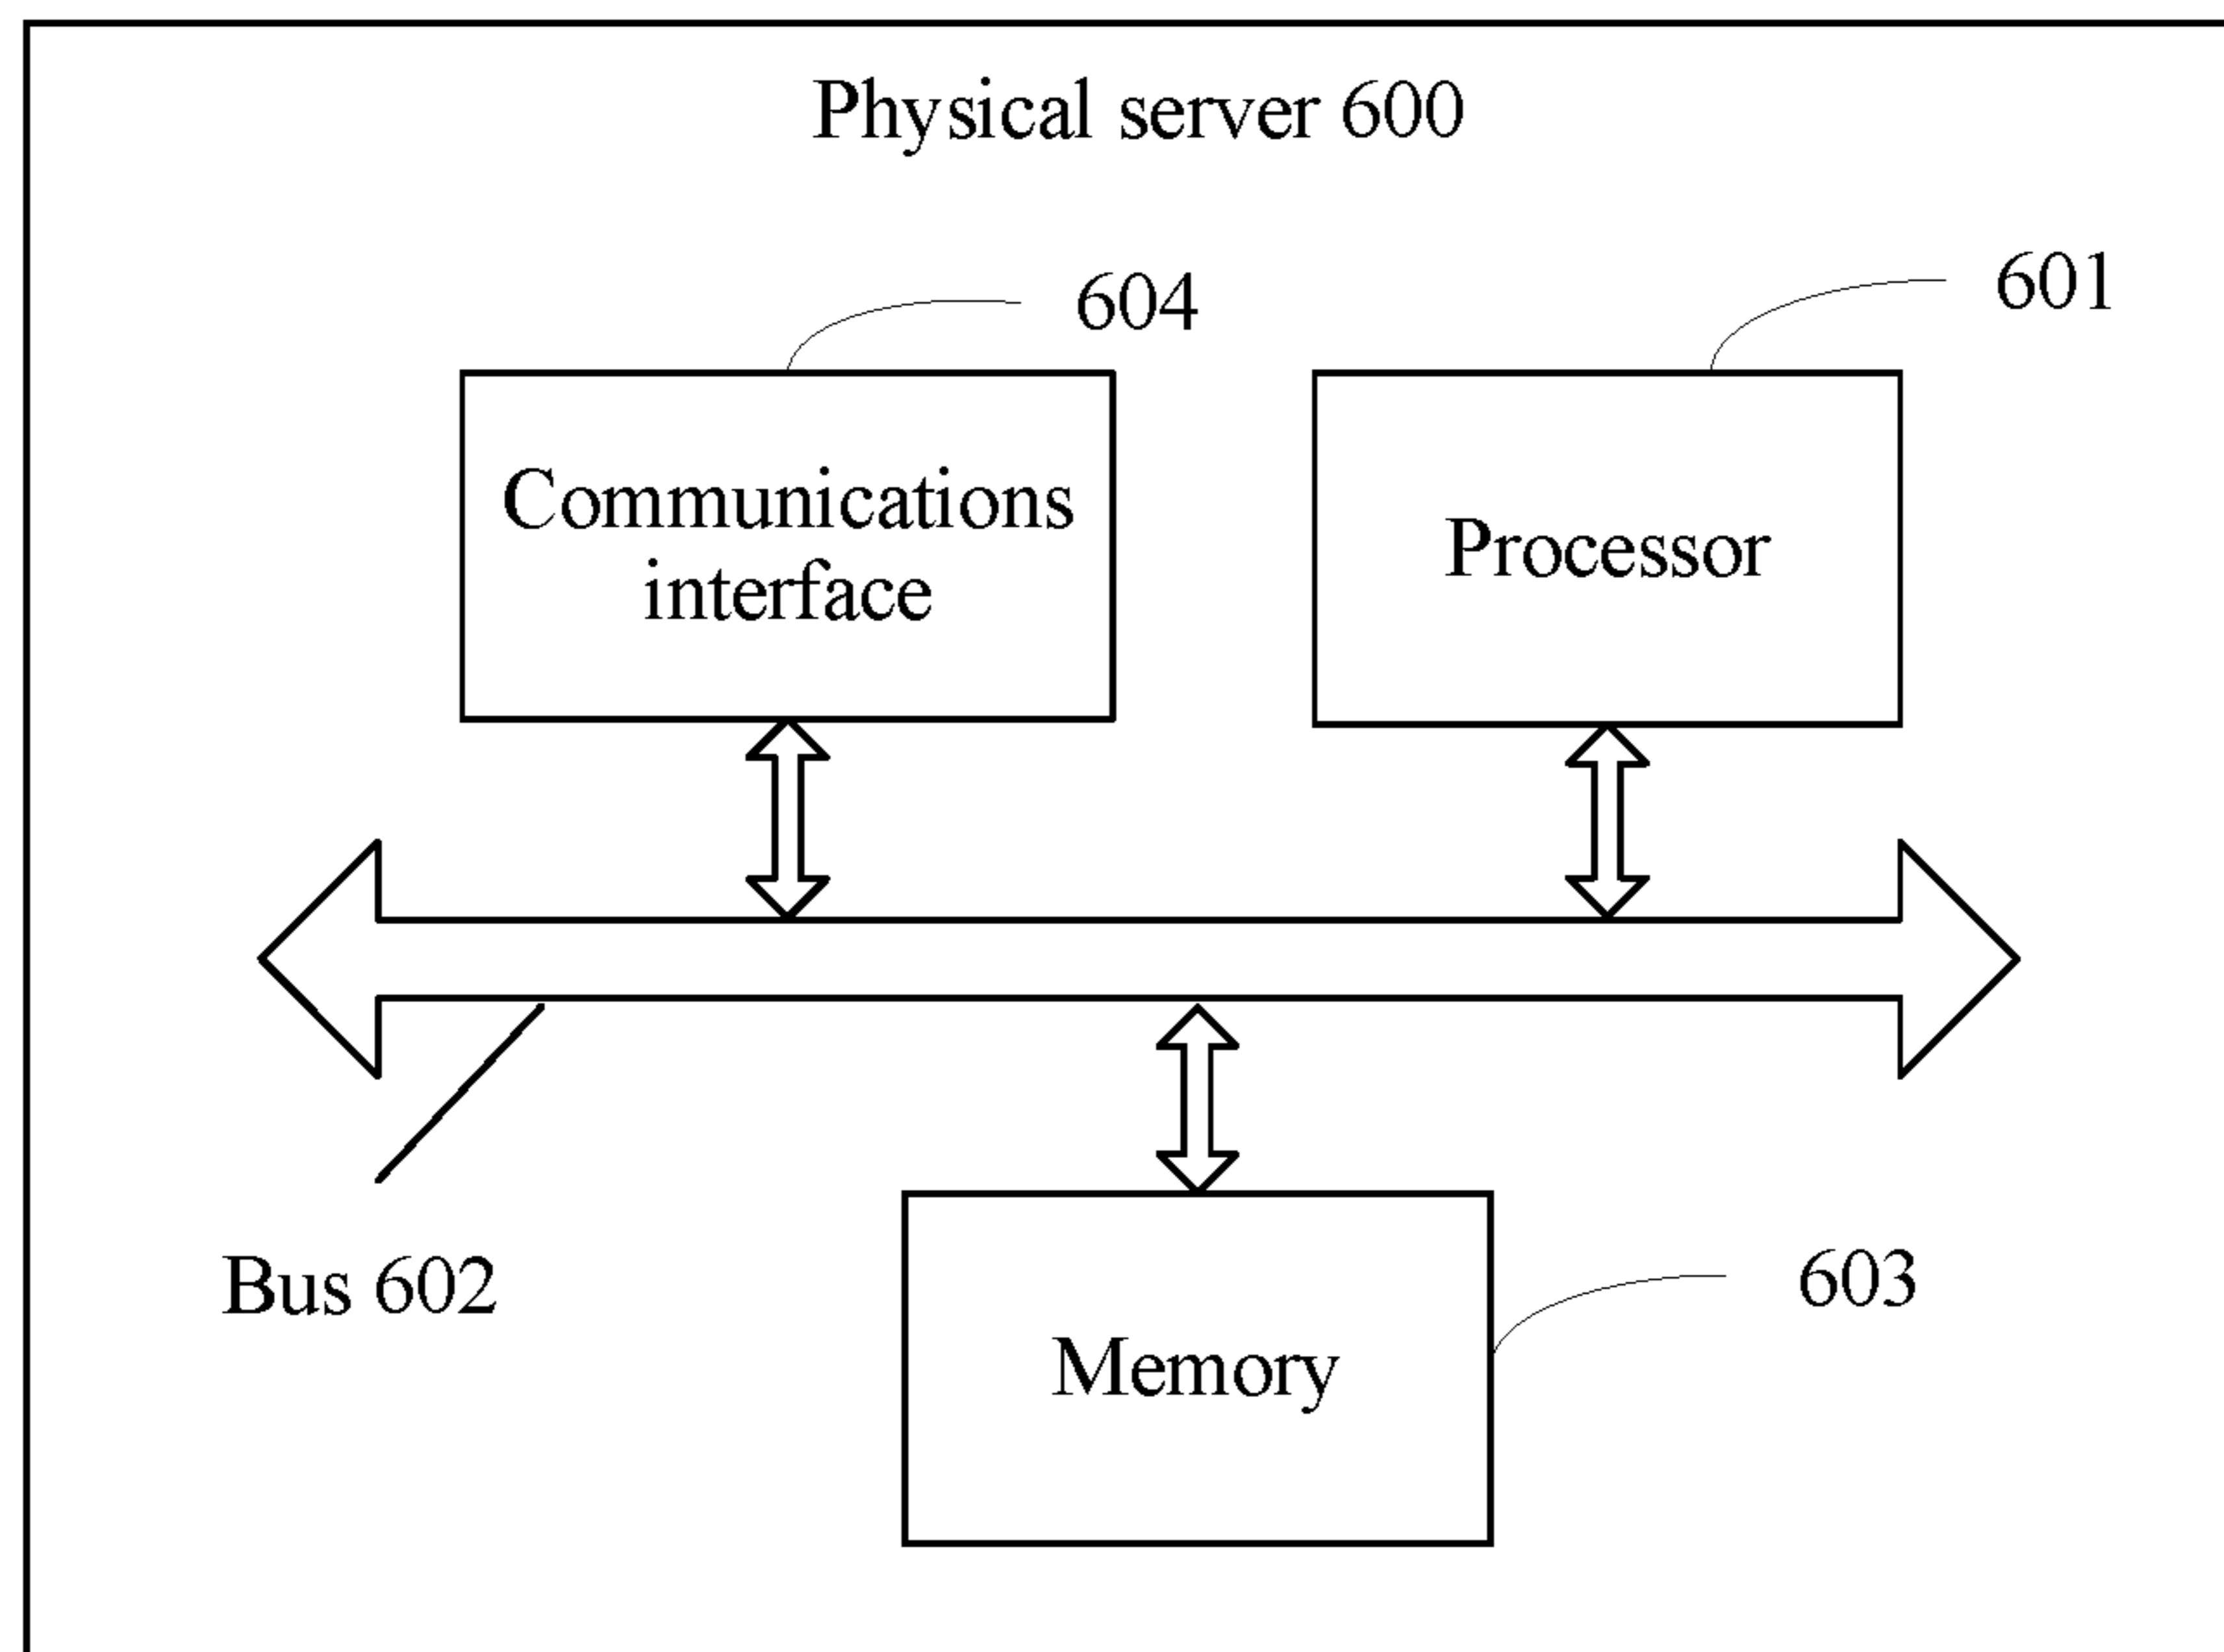 Physical server 600
604
601
Communications
interface
Processor
Bus 602
603
Memory